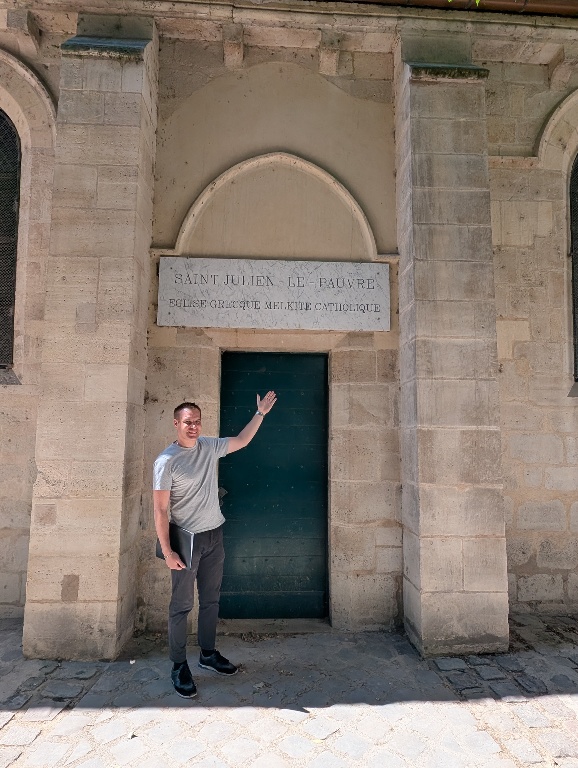 SAINT JULIEN - LE - PAUVRE
EGLISE GRECQUE MELKITE CATHOLIQUE